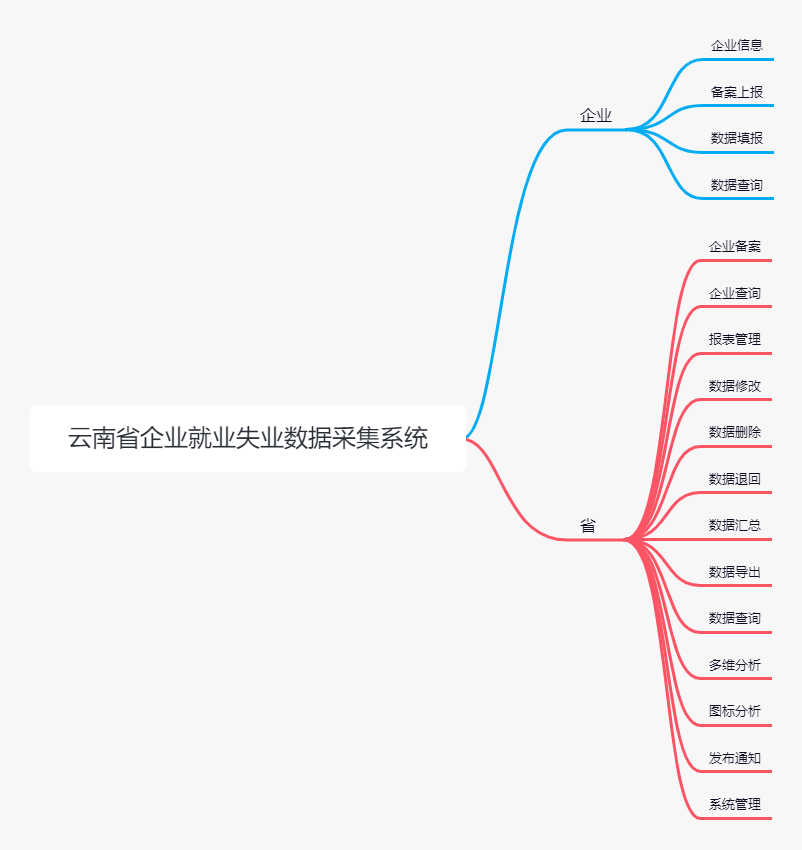 云南省企业就业失业数据采集系统
企业
企业信息
备案上报
数据填报
数据查询
省
企业备案
企业查询
报表管理
数据修改
数据删除
数据退回
数据汇总
数据导出
数据查询
多维分析
图标分析
发布通知
系统管理